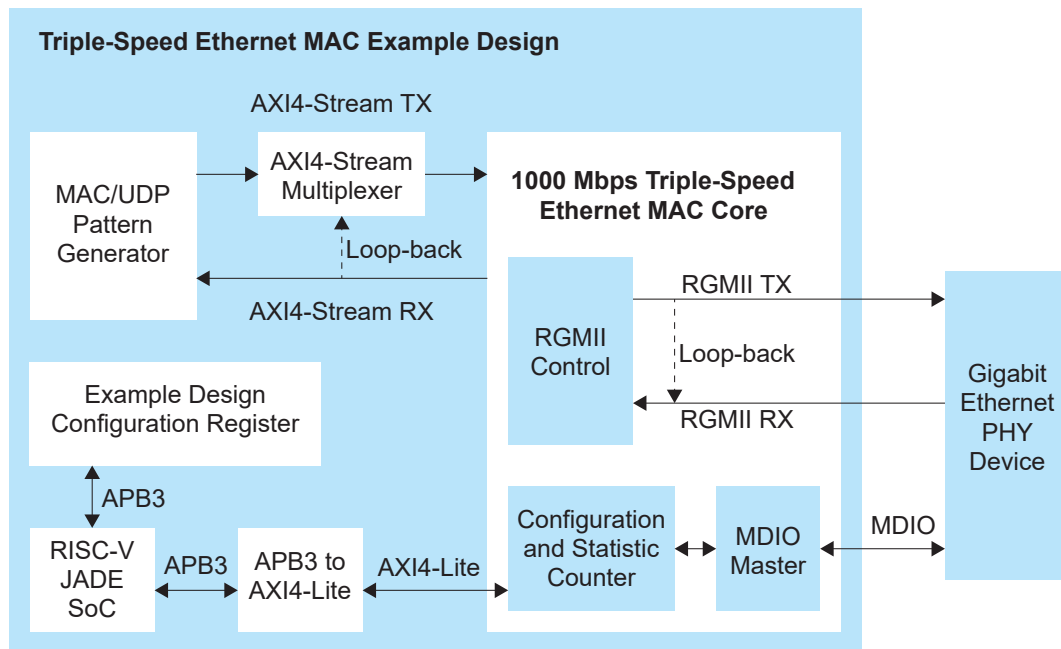 Triple-Speed Ethernet MAC Example Design
AXI4-Stream TX
MAC/UDP
Pattern
Generator
AXI4-Stream
Multiplexer
Loop-back
AXI4-Stream RX
1000 Mbps Triple-Speed
Ethernet MAC Core
RGMII
Control
RGMII TX
Loop-back
RGMII RX
Gigabit
Ethernet
PHY
Device
Example Design
Configuration Register
APB3
RISC-V
JADE
SoC
APB3
APB3 to
AXI4-Lite
AXI4-Lite
Configuration
and Statistic
Counter
MDIO
Master
MDIO